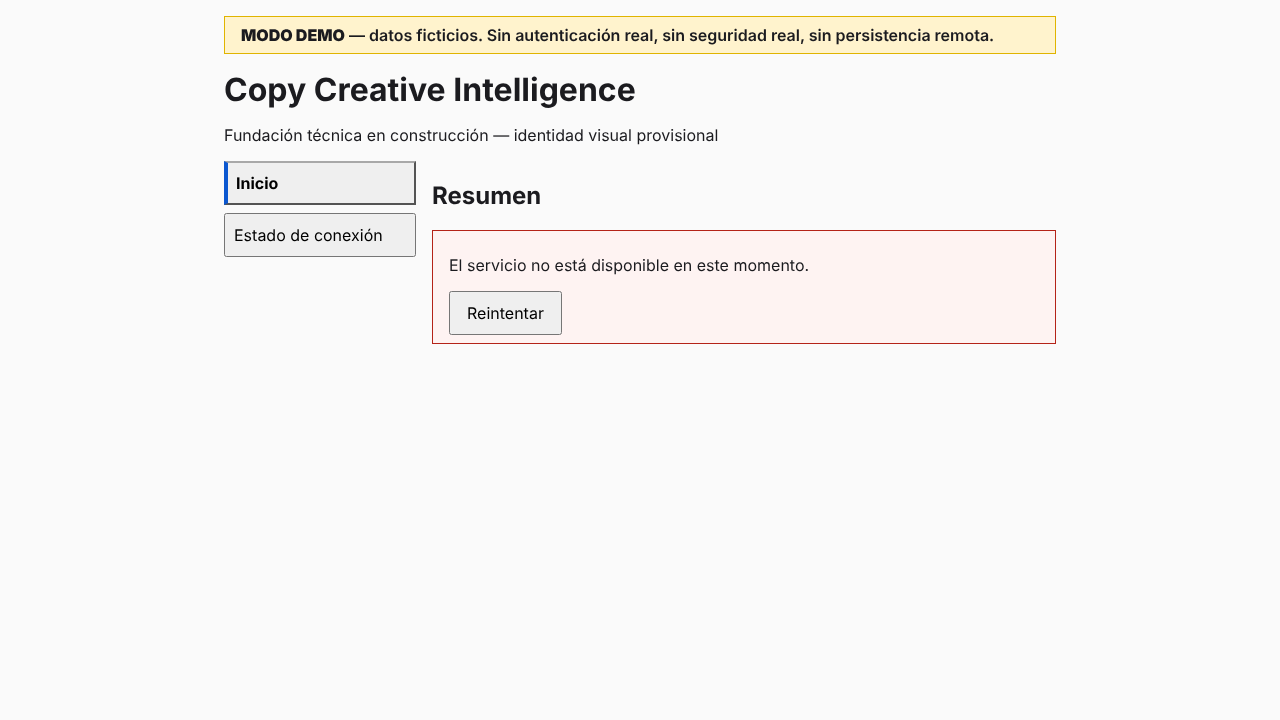 MODO DEMO — datos ficticios. Sin autenticación real, sin seguridad real, sin persistencia remota.
Copy Creative Intelligence
Fundación técnica en construcción — identidad visual provisional
Inicio
Estado de conexión
Resumen
El servicio no está disponible en este momento.
Reintentar